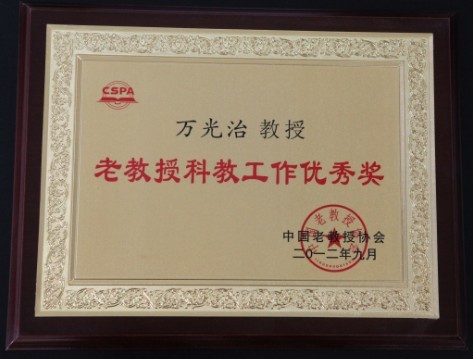 CSPA
万光治 教授
老教授科教工作优秀奖
中国老教授协会
二〇一二年九月